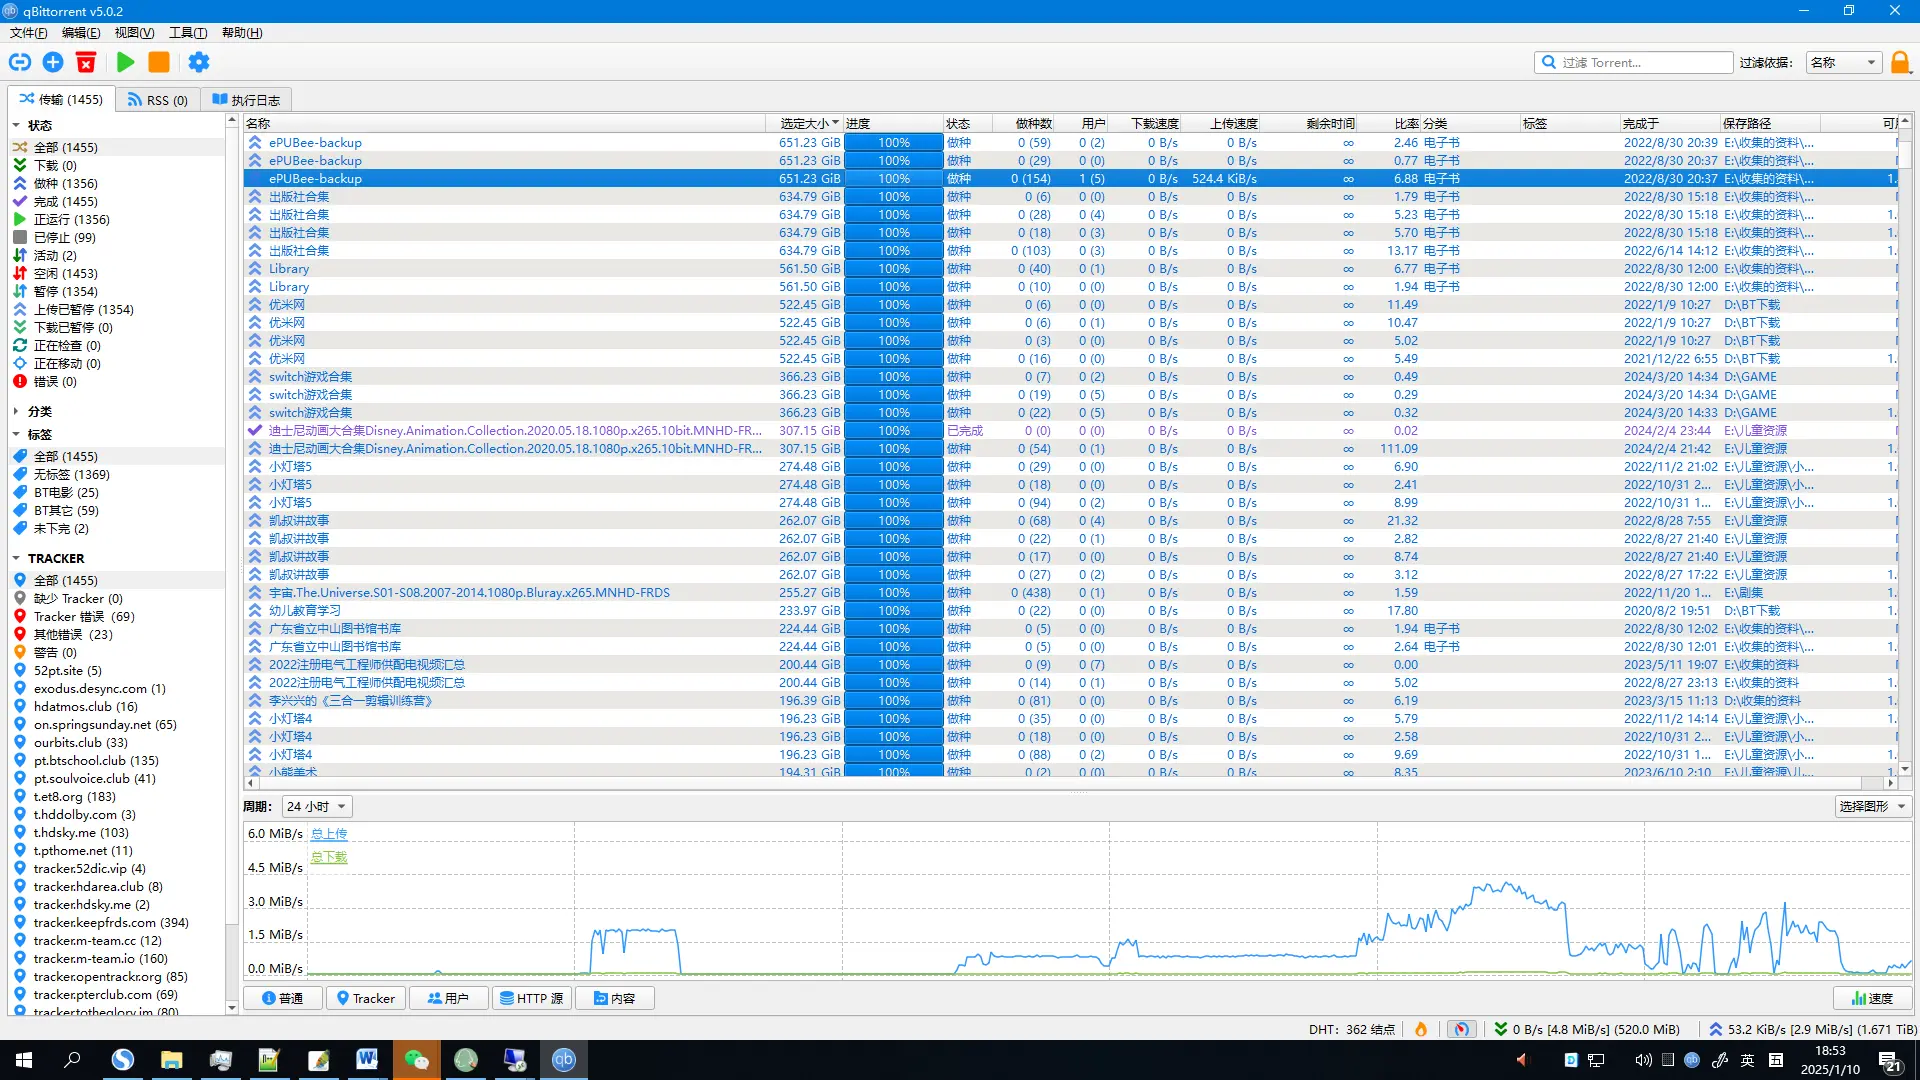 qBittorrent v5.0.2
文件(F) 编辑(E) 视图(V) 工具(T) 帮助(H)
过滤 Torrent... 过滤依据: 名称
传输 (1455) RSS (0) 执行日志
状态
全部 (1455)
下载 (0)
做种 (1356)
完成 (1455)
正运行 (1356)
已停止 (99)
活动 (2)
空闲 (1453)
暂停 (1354)
上传已暂停 (1354)
下载已暂停 (0)
正在检查 (0)
正在移动 (0)
错误 (0)
分类
标签
全部 (1455)
无标签 (1369)
BT电影 (25)
BT其它 (59)
未下完 (2)
TRACKER
全部 (1455)
缺少 Tracker (0)
Tracker 错误 (69)
其他错误 (23)
警告 (0)
52pt.site (5)
exodus.desync.com (1)
hdatmos.club (16)
on.springsunday.net (65)
ourbits.club (33)
pt.btschool.club (135)
pt.soulvoice.club (41)
t.et8.org (183)
t.hddolby.com (3)
t.hdsky.me (103)
t.pthome.net (11)
tracker.52dic.vip (4)
tracker.hdarea.club (8)
tracker.hdsky.me (2)
tracker.keepfrds.com (394)
tracker.m-team.cc (12)
tracker.m-team.io (160)
tracker.opentrackr.org (85)
tracker.pterclub.com (69)
tracker.totheglory.im (80)
名称 选定大小 进度 状态 做种数 用户 下载速度 上传速度 剩余时间 比率 分类 标签 完成于 保存路径
ePUBee-backup 651.23 GiB 100% 做种 0 (59) 0 (2) 0 B/s 0 B/s ∞ 2.46 电子书 2022/8/30 20:39 E:\收集的资料\...
ePUBee-backup 651.23 GiB 100% 做种 0 (29) 0 (0) 0 B/s 0 B/s ∞ 0.77 电子书 2022/8/30 20:37 E:\收集的资料\...
ePUBee-backup 651.23 GiB 100% 做种 0 (154) 1 (5) 0 B/s 524.4 KiB/s ∞ 6.88 电子书 2022/8/30 20:37 E:\收集的资料\... 1.
出版社合集 634.79 GiB 100% 做种 0 (6) 0 (0) 0 B/s 0 B/s ∞ 1.79 电子书 2022/8/30 15:18 E:\收集的资料\...
出版社合集 634.79 GiB 100% 做种 0 (28) 0 (4) 0 B/s 0 B/s ∞ 5.23 电子书 2022/8/30 15:18 E:\收集的资料\... 1.
出版社合集 634.79 GiB 100% 做种 0 (18) 0 (3) 0 B/s 0 B/s ∞ 5.70 电子书 2022/8/30 15:18 E:\收集的资料\... 1.
出版社合集 634.79 GiB 100% 做种 0 (103) 0 (3) 0 B/s 0 B/s ∞ 13.17 电子书 2022/6/14 14:12 E:\收集的资料\... 1.
Library 561.50 GiB 100% 做种 0 (40) 0 (1) 0 B/s 0 B/s ∞ 6.77 电子书 2022/8/30 12:00 E:\收集的资料\...
Library 561.50 GiB 100% 做种 0 (10) 0 (0) 0 B/s 0 B/s ∞ 1.94 电子书 2022/8/30 12:00 E:\收集的资料\...
优米网 522.45 GiB 100% 做种 0 (6) 0 (0) 0 B/s 0 B/s ∞ 11.49 2022/1/9 10:27 D:\BT下载
优米网 522.45 GiB 100% 做种 0 (6) 0 (1) 0 B/s 0 B/s ∞ 10.47 2022/1/9 10:27 D:\BT下载
优米网 522.45 GiB 100% 做种 0 (3) 0 (0) 0 B/s 0 B/s ∞ 5.02 2022/1/9 10:27 D:\BT下载
优米网 522.45 GiB 100% 做种 0 (16) 0 (0) 0 B/s 0 B/s ∞ 5.49 2021/12/22 6:55 D:\BT下载 1.
switch游戏合集 366.23 GiB 100% 做种 0 (7) 0 (2) 0 B/s 0 B/s ∞ 0.49 2024/3/20 14:34 D:\GAME
switch游戏合集 366.23 GiB 100% 做种 0 (19) 0 (5) 0 B/s 0 B/s ∞ 0.29 2024/3/20 14:34 D:\GAME
switch游戏合集 366.23 GiB 100% 做种 0 (22) 0 (5) 0 B/s 0 B/s ∞ 0.32 2024/3/20 14:33 D:\GAME 1.
迪士尼动画大合集Disney.Animation.Collection.2020.05.18.1080p.x265.10bit.MNHD-FR... 307.15 GiB 100% 已完成 0 (0) 0 (0) 0 B/s 0 B/s ∞ 0.02 2024/2/4 23:44 E:\儿童资源
迪士尼动画大合集Disney.Animation.Collection.2020.05.18.1080p.x265.10bit.MNHD-FR... 307.15 GiB 100% 做种 0 (54) 0 (1) 0 B/s 0 B/s ∞ 111.09 2024/2/4 21:42 E:\儿童资源
小灯塔5 274.48 GiB 100% 做种 0 (29) 0 (0) 0 B/s 0 B/s ∞ 6.90 2022/11/2 21:02 E:\儿童资源\小...
小灯塔5 274.48 GiB 100% 做种 0 (18) 0 (0) 0 B/s 0 B/s ∞ 2.41 2022/10/31 2... E:\儿童资源\小...
小灯塔5 274.48 GiB 100% 做种 0 (94) 0 (2) 0 B/s 0 B/s ∞ 8.99 2022/10/31 1... E:\儿童资源\小... 1.
凯叔讲故事 262.07 GiB 100% 做种 0 (68) 0 (4) 0 B/s 0 B/s ∞ 21.32 2022/8/28 7:55 E:\儿童资源
凯叔讲故事 262.07 GiB 100% 做种 0 (22) 0 (1) 0 B/s 0 B/s ∞ 2.82 2022/8/27 21:40 E:\儿童资源
凯叔讲故事 262.07 GiB 100% 做种 0 (17) 0 (0) 0 B/s 0 B/s ∞ 8.74 2022/8/27 21:40 E:\儿童资源
凯叔讲故事 262.07 GiB 100% 做种 0 (27) 0 (2) 0 B/s 0 B/s ∞ 3.12 2022/8/27 17:22 E:\儿童资源 1.
宇宙.The.Universe.S01-S08.2007-2014.1080p.Bluray.x265.MNHD-FRDS 255.27 GiB 100% 做种 0 (438) 0 (1) 0 B/s 0 B/s ∞ 1.59 2022/11/20 1... E:\剧集 1.
幼儿教育学习 233.97 GiB 100% 做种 0 (22) 0 (0) 0 B/s 0 B/s ∞ 17.80 2020/8/2 19:51 D:\BT下载 1.
广东省立中山图书馆书库 224.44 GiB 100% 做种 0 (5) 0 (0) 0 B/s 0 B/s ∞ 1.94 电子书 2022/8/30 12:02 E:\收集的资料\...
广东省立中山图书馆书库 224.44 GiB 100% 做种 0 (5) 0 (0) 0 B/s 0 B/s ∞ 2.64 电子书 2022/8/30 12:01 E:\收集的资料\... 1.
2022注册电气工程师供配电视频汇总 200.44 GiB 100% 做种 0 (9) 0 (7) 0 B/s 0 B/s ∞ 0.00 2023/5/11 19:07 E:\收集的资料
2022注册电气工程师供配电视频汇总 200.44 GiB 100% 做种 0 (14) 0 (1) 0 B/s 0 B/s ∞ 5.02 2022/8/27 23:13 E:\收集的资料 1.
李兴兴的《三合一剪辑训练营》 196.39 GiB 100% 做种 0 (81) 0 (0) 0 B/s 0 B/s ∞ 6.19 2023/3/15 11:13 D:\收集的资料 1.
小灯塔4 196.23 GiB 100% 做种 0 (35) 0 (0) 0 B/s 0 B/s ∞ 5.79 2022/11/2 14:14 E:\儿童资源\小...
小灯塔4 196.23 GiB 100% 做种 0 (18) 0 (0) 0 B/s 0 B/s ∞ 2.58 2022/10/31 2... E:\儿童资源\小...
小灯塔4 196.23 GiB 100% 做种 0 (88) 0 (2) 0 B/s 0 B/s ∞ 9.69 2022/10/31 1... E:\儿童资源\小... 1.
小熊美术 194.31 GiB 100% 做种 0 (2) 0 (0) 0 B/s 0 B/s ∞ 8.35 2023/6/10 2:10 E:\儿童资源\儿... 1.
周期: 24 小时 选择图形
6.0 MiB/s 总上传
总下载
4.5 MiB/s
3.0 MiB/s
1.5 MiB/s
0.0 MiB/s
普通 Tracker 用户 HTTP 源 内容 速度
DHT: 362 结点 0 B/s [4.8 MiB/s] (520.0 MiB) 53.2 KiB/s [2.9 MiB/s] (1.671 TiB)
英 五 18:53
2025/1/10 21